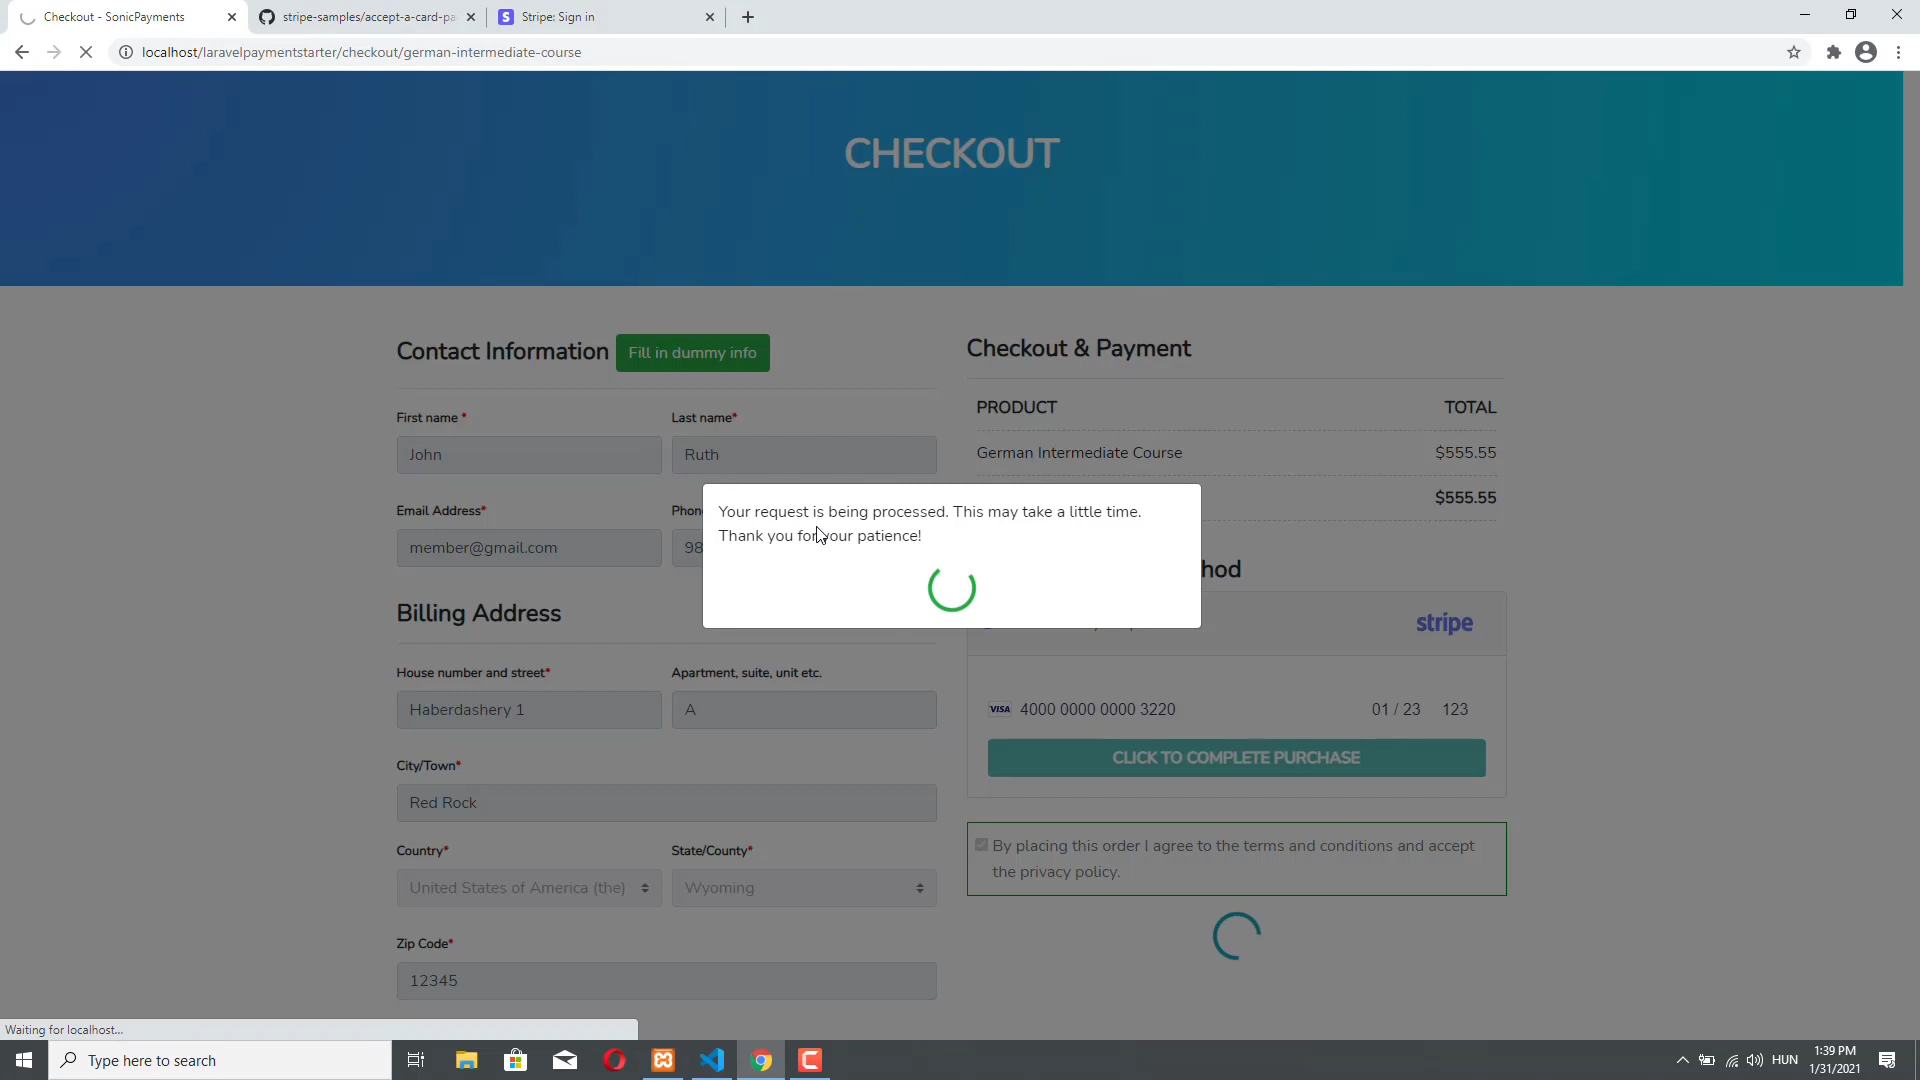 Checkout - SonicPayments
stripe-samples/accept-a-card-pa
Stripe: Sign in
localhost/laravelpaymentstarter/checkout/german-intermediate-course
CHECKOUT
Contact Information
Fill in dummy info
First name *
Last name*
John
Ruth
Email Address*
Phon
member@gmail.com
98
Billing Address
House number and street*
Apartment, suite, unit etc.
Haberdashery 1
A
City/Town*
Red Rock
Country*
State/County*
United States of America (the)
Wyoming
Zip Code*
12345
Checkout & Payment
PRODUCT
TOTAL
German Intermediate Course
$555.55
$555.55
Your request is being processed. This may take a little time.
Thank you for your patience!
hod
stripe
VISA
4000 0000 0000 3220
01 / 23
123
CLICK TO COMPLETE PURCHASE
By placing this order I agree to the terms and conditions and accept
the privacy policy.
Waiting for localhost...
Type here to search
HUN
1:39 PM
1/31/2021